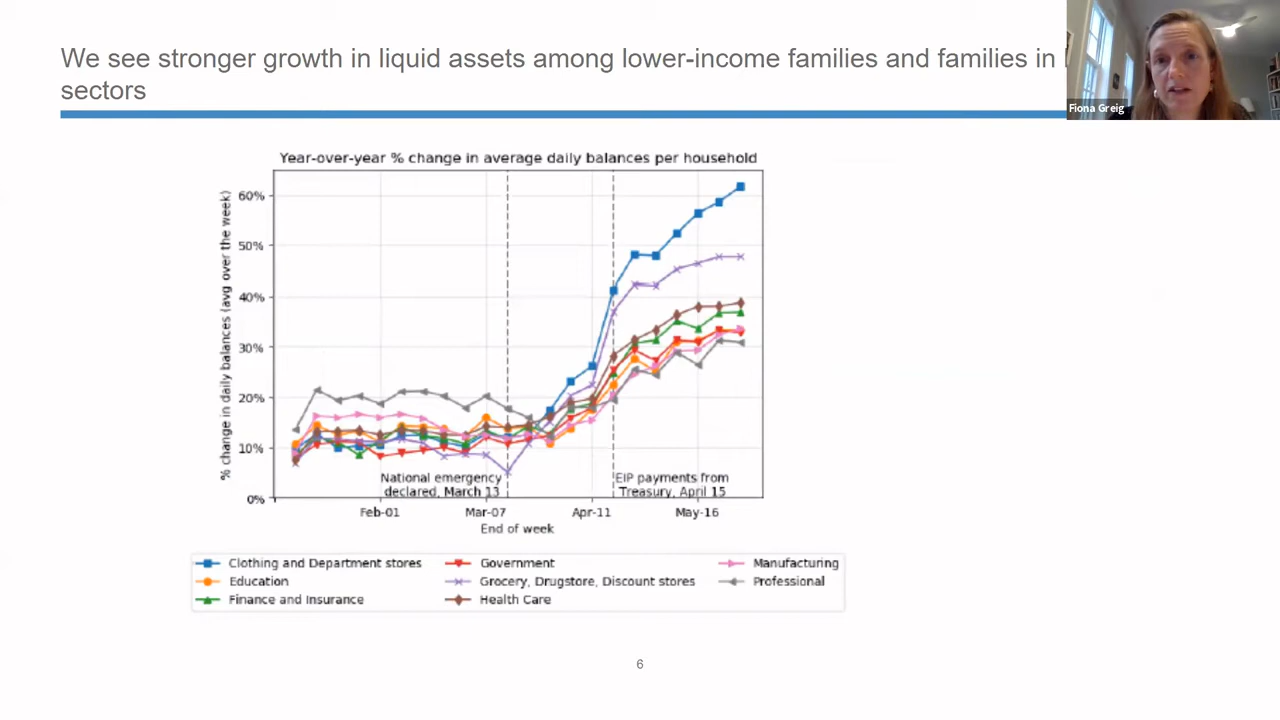 We see stronger growth in liquid assets among lower-income families and families in
sectors
Fiona Greig
Year-over-year % change in average daily balances per household
% change in daily balances (avg over the week)
60%
50%
40%
30%
20%
10%
0%
National emergency
declared, March 13
EIP payments from
Treasury, April 15
Feb-01
Mar-07
Apr-11
May-16
End of week
Clothing and Department stores
Education
Finance and Insurance
Government
Grocery, Drugstore, Discount stores
Health Care
Manufacturing
Professional
6